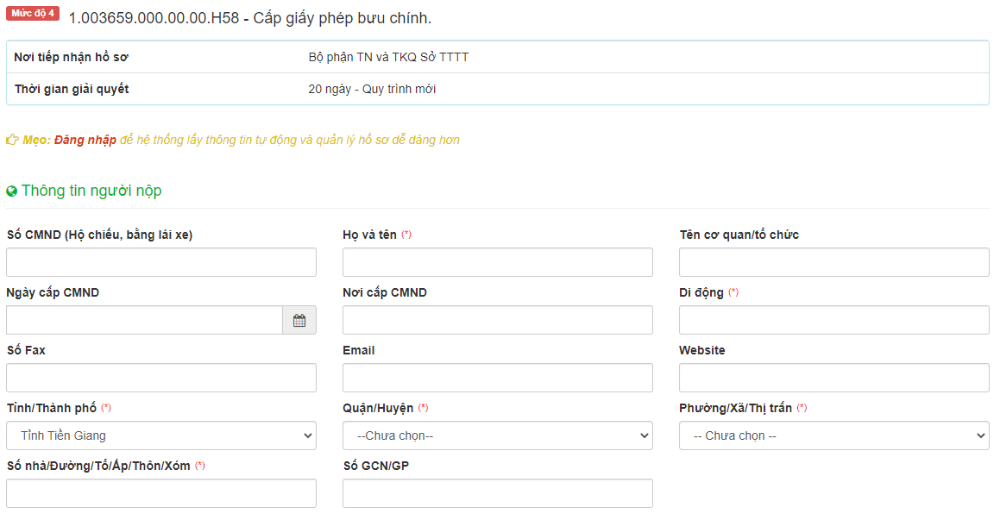 Mức độ 4 1.003659.000.00.00.H58 - Cấp giấy phép bưu chính.
Nơi tiếp nhận hồ sơ Bộ phận TN và TKQ Sở TTTT
Thời gian giải quyết 20 ngày - Quy trình mới
Mẹo: Đăng nhập để hệ thống lấy thông tin tự động và quản lý hồ sơ dễ dàng hơn
Thông tin người nộp
Số CMND (Hộ chiếu, bằng lái xe) Họ và tên (*) Tên cơ quan/tổ chức
Ngày cấp CMND Nơi cấp CMND Di động (*)
Số Fax Email Website
Tỉnh/Thành phố (*) Quận/Huyện (*) Phường/Xã/Thị trấn (*)
Tỉnh Tiền Giang --Chưa chọn-- -- Chưa chọn --
Số nhà/Đường/Tổ/Ấp/Thôn/Xóm (*) Số GCN/GP